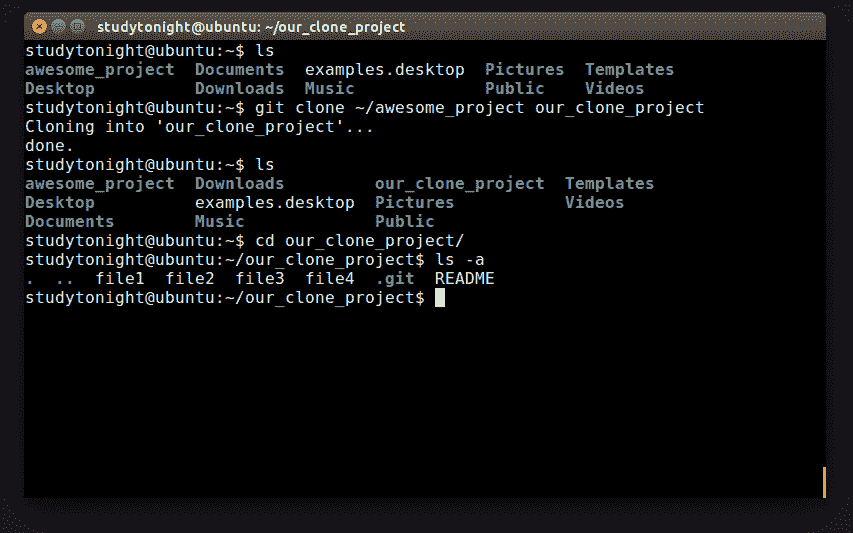 studytonight@ubuntu: ~/our_clone_project
studytonight@ubuntu:~$ ls
awesome_project  Documents  examples.desktop  Pictures  Templates
Desktop          Downloads  Music             Public    Videos
studytonight@ubuntu:~$ git clone ~/awesome_project our_clone_project
Cloning into 'our_clone_project'...
done.
studytonight@ubuntu:~$ ls
awesome_project  Downloads         our_clone_project  Templates
Desktop          examples.desktop  Pictures           Videos
Documents        Music             Public
studytonight@ubuntu:~$ cd our_clone_project/
studytonight@ubuntu:~/our_clone_project$ ls -a
.  ..  file1  file2  file3  file4  .git  README
studytonight@ubuntu:~/our_clone_project$